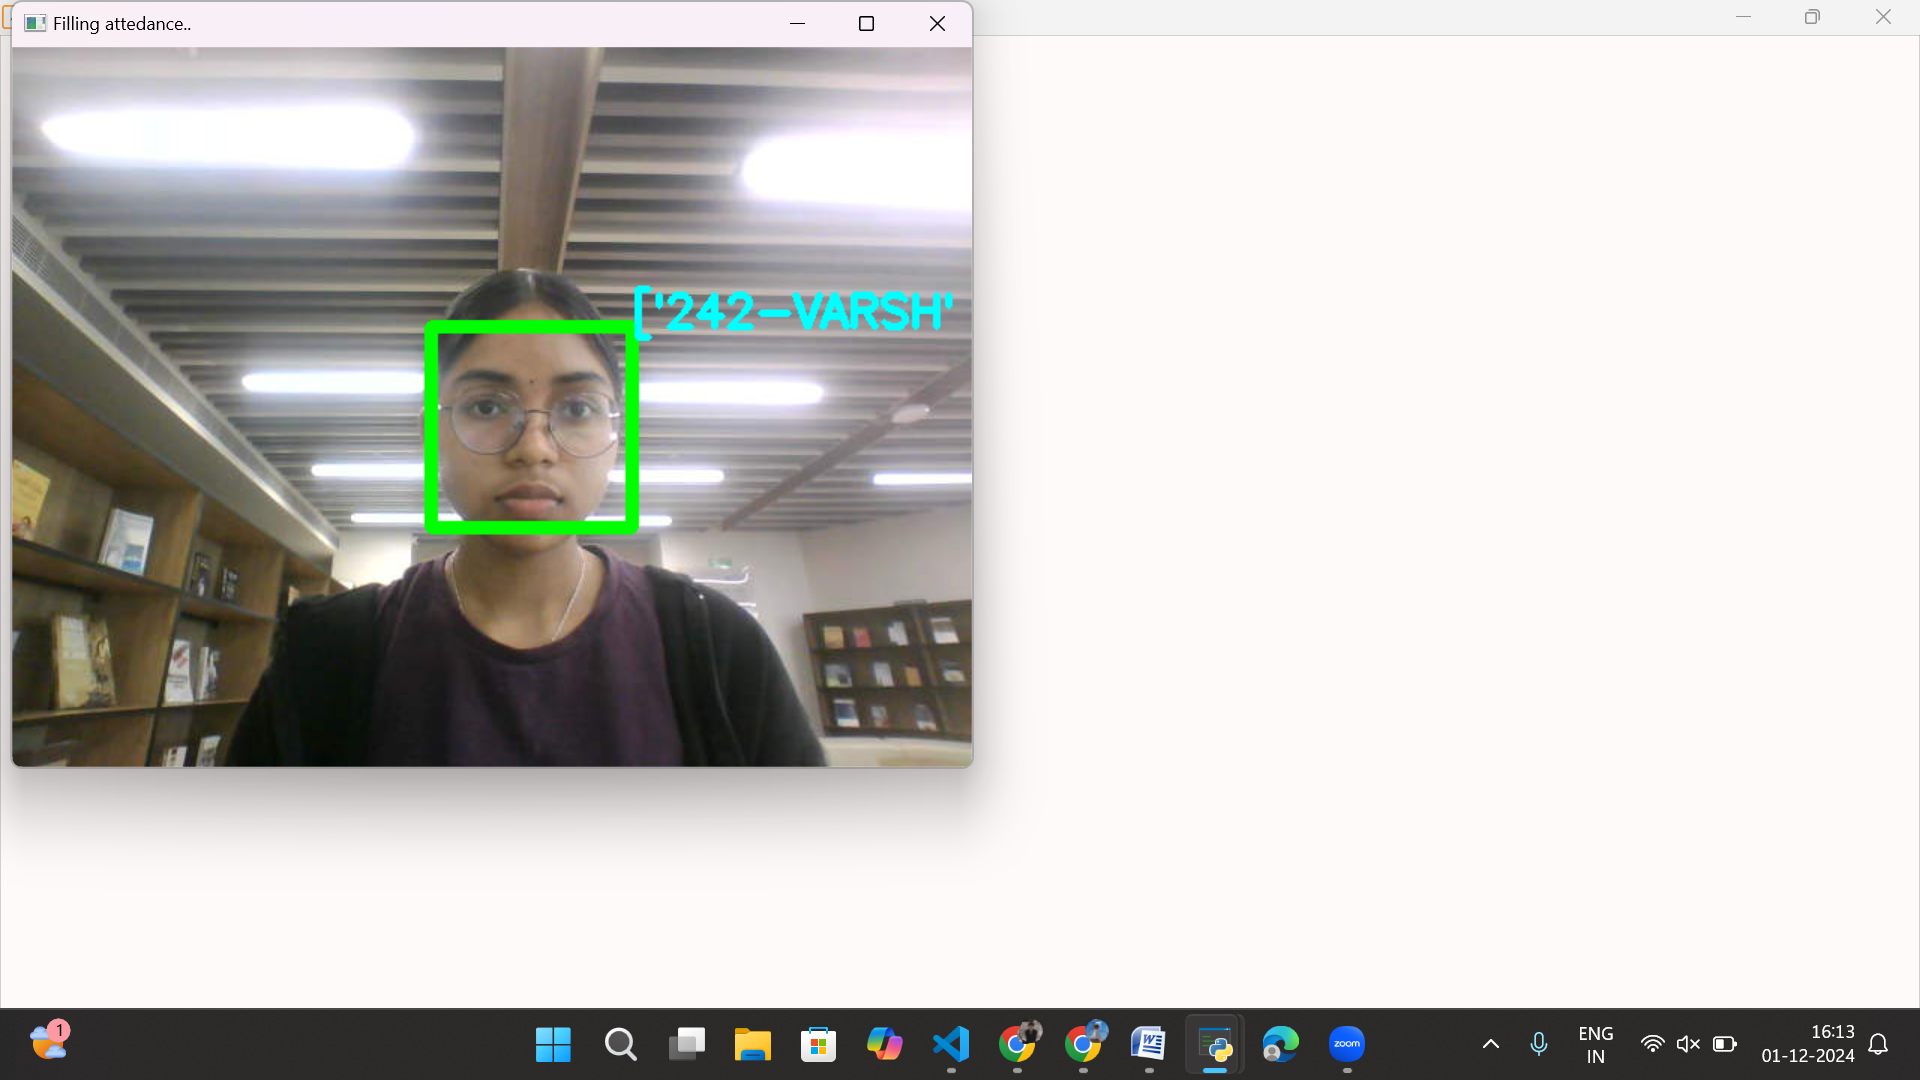 Filling attedance..
['242-VARSH'
1
W
zoom
ENG
IN
16:13
01-12-2024